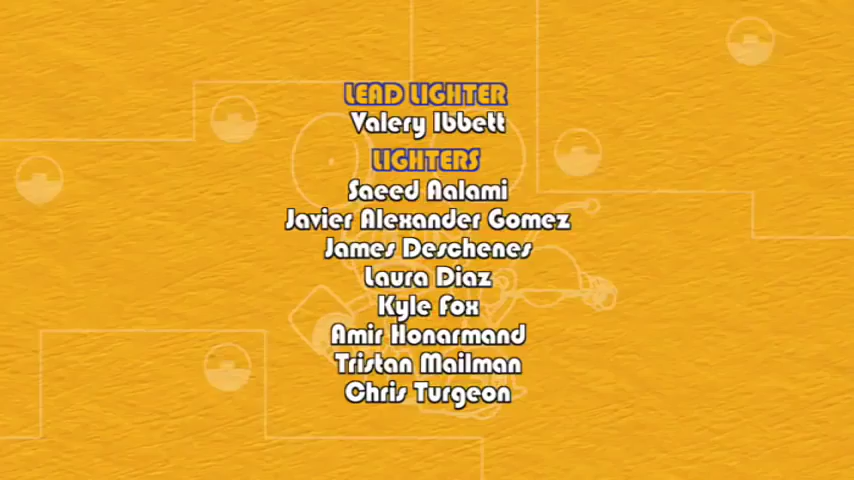 LEAD LIGHTER
Valery Ibbett
LIGHTERS
Saeed Aalami
Javier Alexander Gomez
James Deschenes
Laura Diaz
Kyle Fox
Amir Honarmand
Tristan Mailman
Chris Turgeon